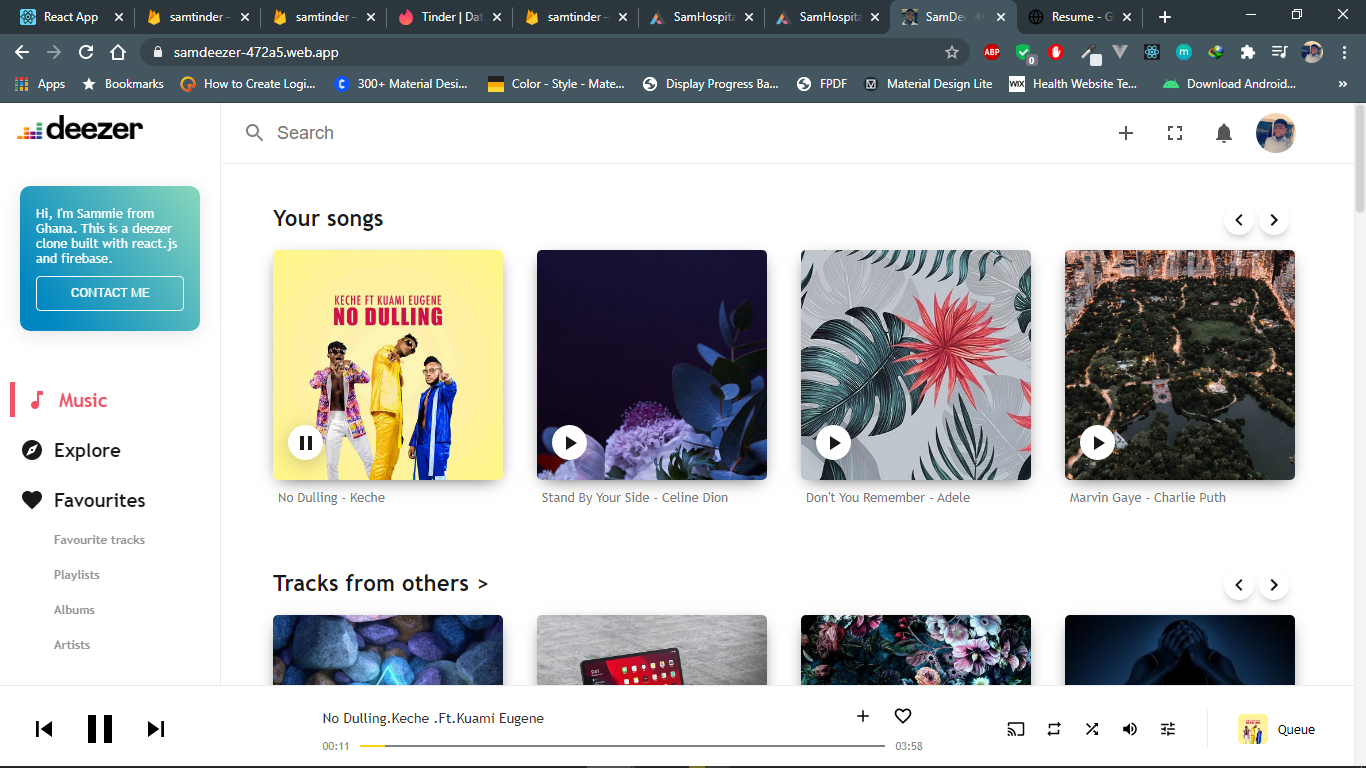 React App
samtinder –
samtinder –
Tinder | Dat
samtinder –
SamHospita
SamHospita
SamDee
Resume - G
samdeezer-472a5.web.app
ABP
0
m
Apps
Bookmarks
How to Create Logi...
300+ Material Desi...
Color - Style - Mate...
Display Progress Ba...
FPDF
Material Design Lite
WIX
Health Website Te...
Download Android...
»
deezer
Search
Hi, I'm Sammie from
Ghana. This is a deezer
clone built with react.js
and firebase.
CONTACT ME
Music
Explore
Favourites
Favourite tracks
Playlists
Albums
Artists
Your songs
KECHE FT KUAMI EUGENE
NO DULLING
No Dulling - Keche
Stand By Your Side - Celine Dion
Don't You Remember - Adele
Marvin Gaye - Charlie Puth
Tracks from others >
No Dulling.Keche .Ft.Kuami Eugene
00:11
03:58
Queue